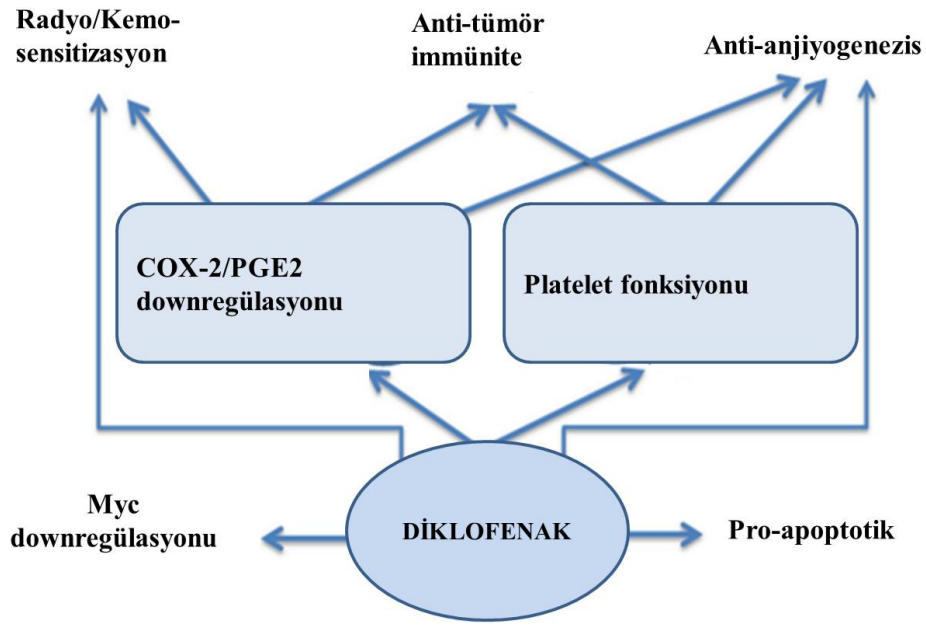 Radyo/Kemo-
sensitizasyon
Anti-tümör
immünite
Anti-anjiyogenezis
COX-2/PGE2
downregülasyonu
Platelet fonksiyonu
Myc
downregülasyonu
DİKLOFENAK
Pro-apoptotik